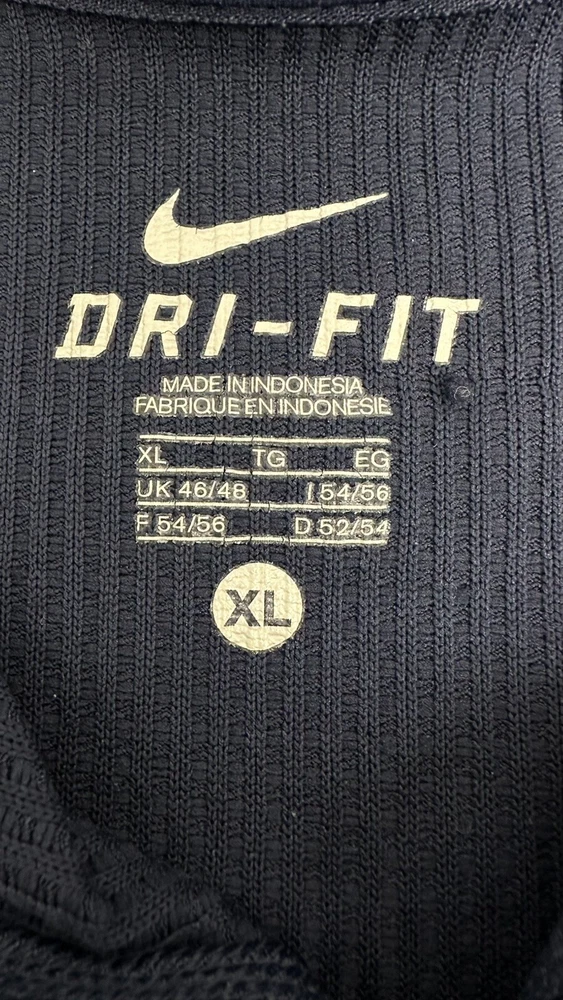 DRI-FIT
MADE IN INDONESIA
FABRIQUE EN INDONESIE
XL TG EG
UK 46/48 I 54/56
F 54/56 D 52/54
XL